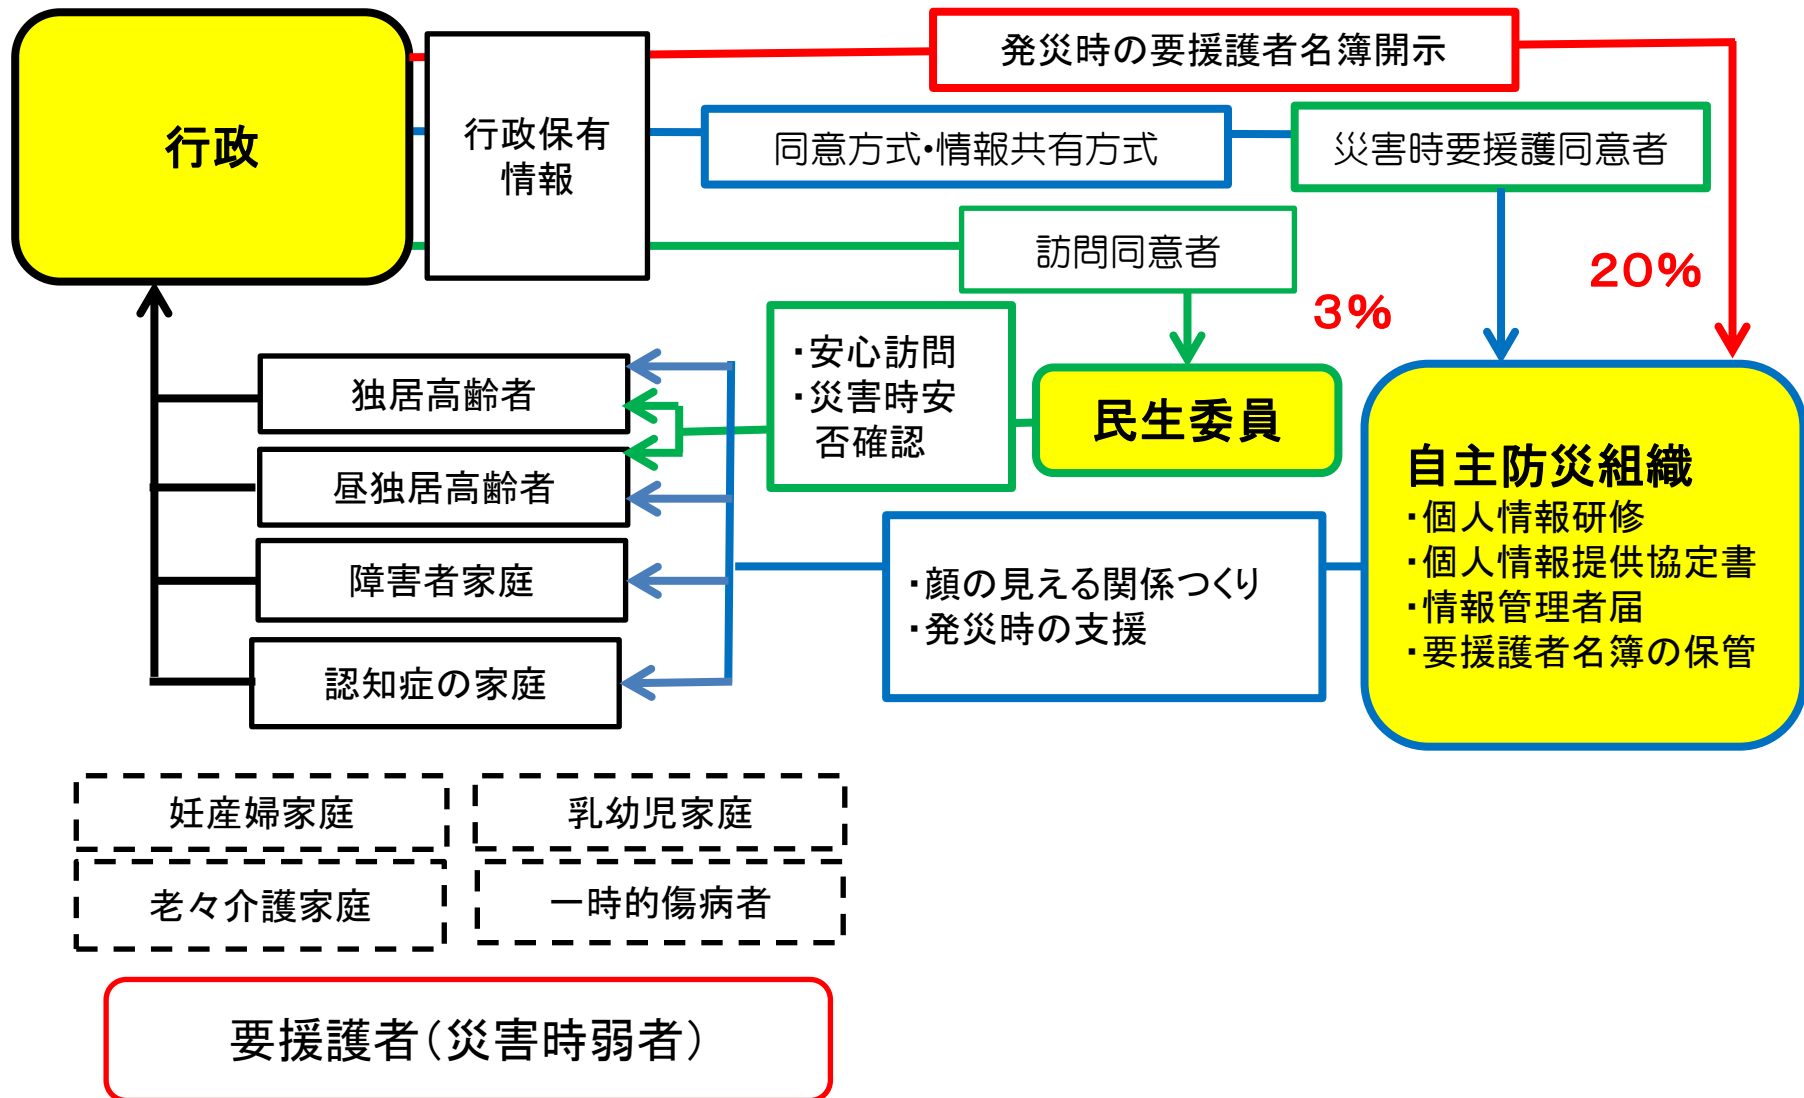 行政
行政保有
情報
発災時の要援護者名簿開示
同意方式・情報共有方式
災害時要援護同意者
訪問同意者
3%
20%
・安心訪問
・災害時安
否確認
民生委員
独居高齢者
昼独居高齢者
障害者家庭
認知症の家庭
・顔の見える関係つくり
・発災時の支援
自主防災組織
・個人情報研修
・個人情報提供協定書
・情報管理者届
・要援護者名簿の保管
妊産婦家庭
乳幼児家庭
老々介護家庭
一時的傷病者
要援護者（災害時弱者）